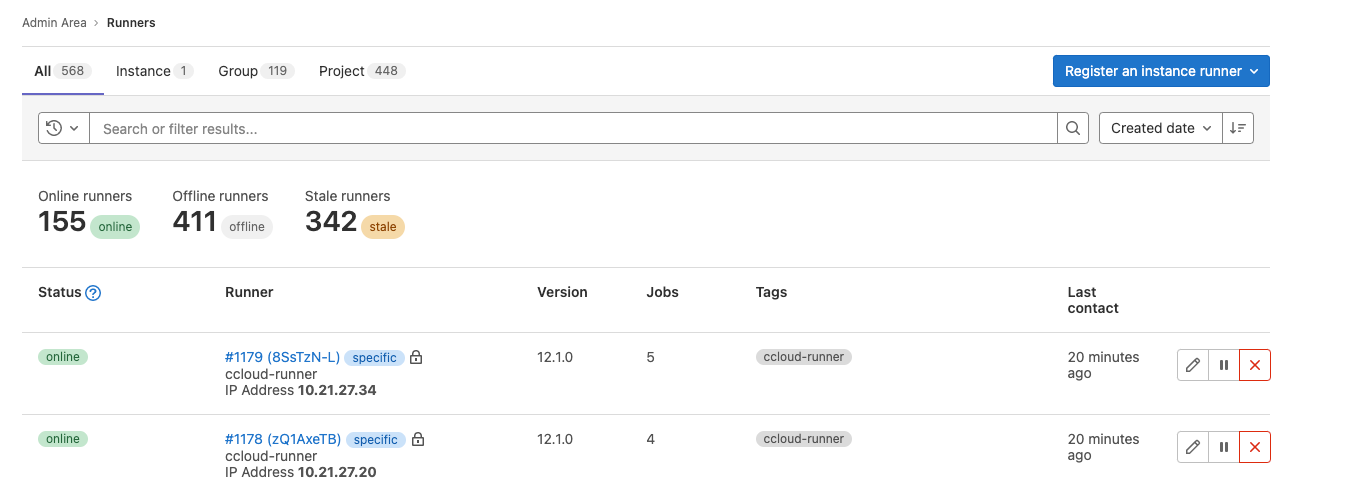 Admin Area › Runners
All 568 Instance 1 Group 119 Project 448 Register an instance runner
Search or filter results... Created date
Online runners Offline runners Stale runners
155 online 411 offline 342 stale
Status ? Runner Version Jobs Tags Last
contact
online #1179 (8SsTzN-L) specific 12.1.0 5 ccloud-runner 20 minutes
ccloud-runner ago
IP Address 10.21.27.34
online #1178 (zQ1AxeTB) specific 12.1.0 4 ccloud-runner 20 minutes
ccloud-runner ago
IP Address 10.21.27.20